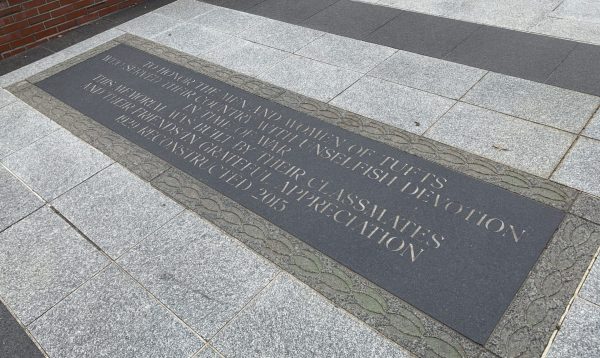 TO HONOR THE MEN AND WOMEN OF TUFTS
WHO SERVED THEIR COUNTRY WITH UNSELFISH DEVOTION
IN TIME OF WAR
THIS MEMORIAL WAS BUILT BY THEIR CLASSMATES
AND THEIR FRIENDS IN GRATEFUL APPRECIATION
1929 RECONSTRUCTED 2015